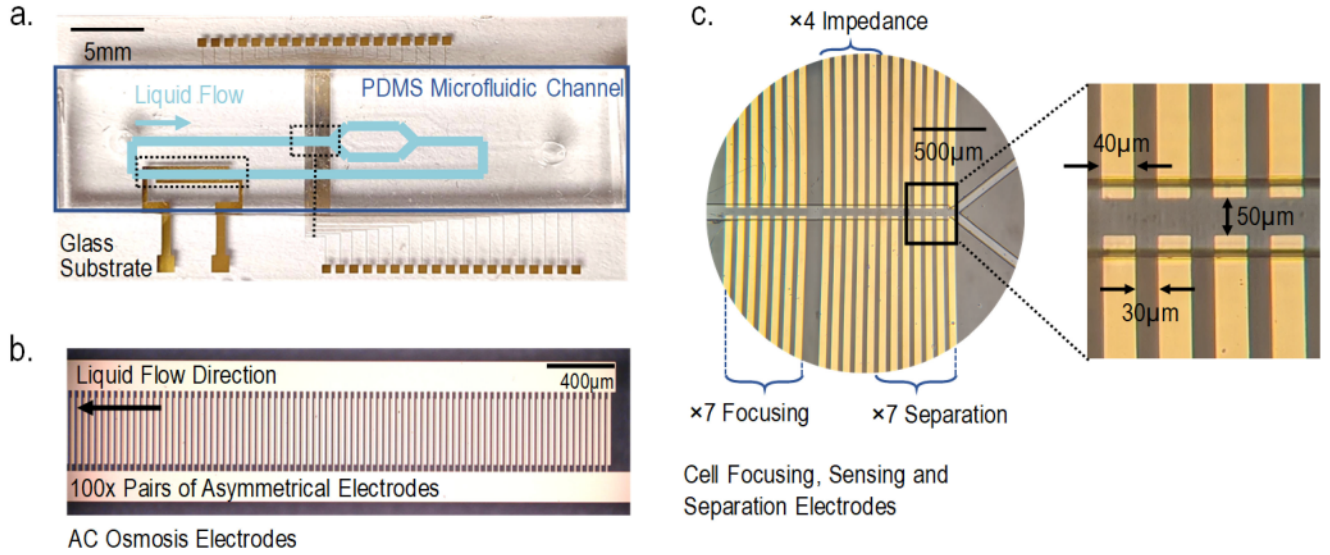 a.
5mm
PDMS Microfluidic Channel
Liquid Flow
Glass
Substrate
b.
Liquid Flow Direction
400µm
100x Pairs of Asymmetrical Electrodes
AC Osmosis Electrodes
c.
×4 Impedance
500µm
40µm
50µm
30µm
×7 Focusing
×7 Separation
Cell Focusing, Sensing and
Separation Electrodes